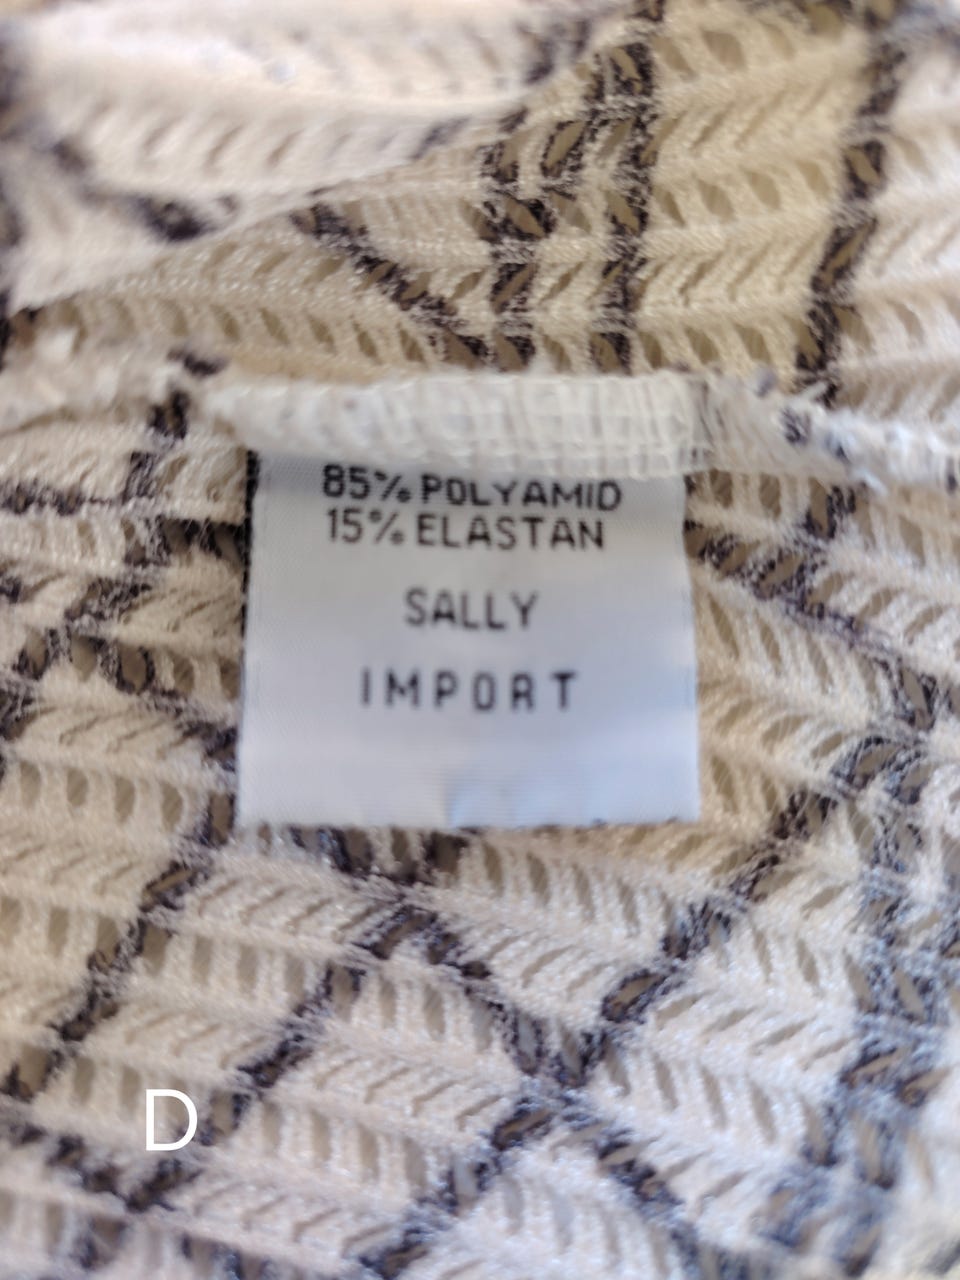 85% POLYAMID
15% ELASTAN
SALLY
IMPORT
D